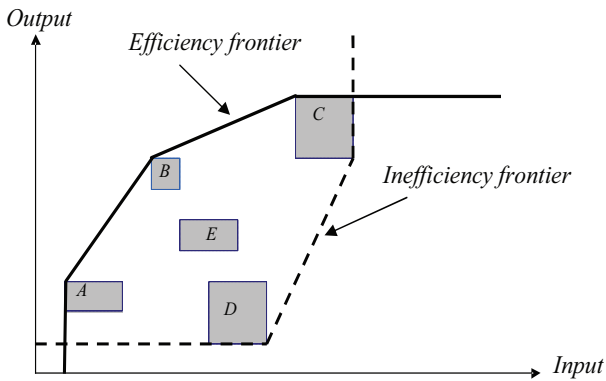 Output
Efficiency frontier
C
B
Inefficiency frontier
E
A
D
Input